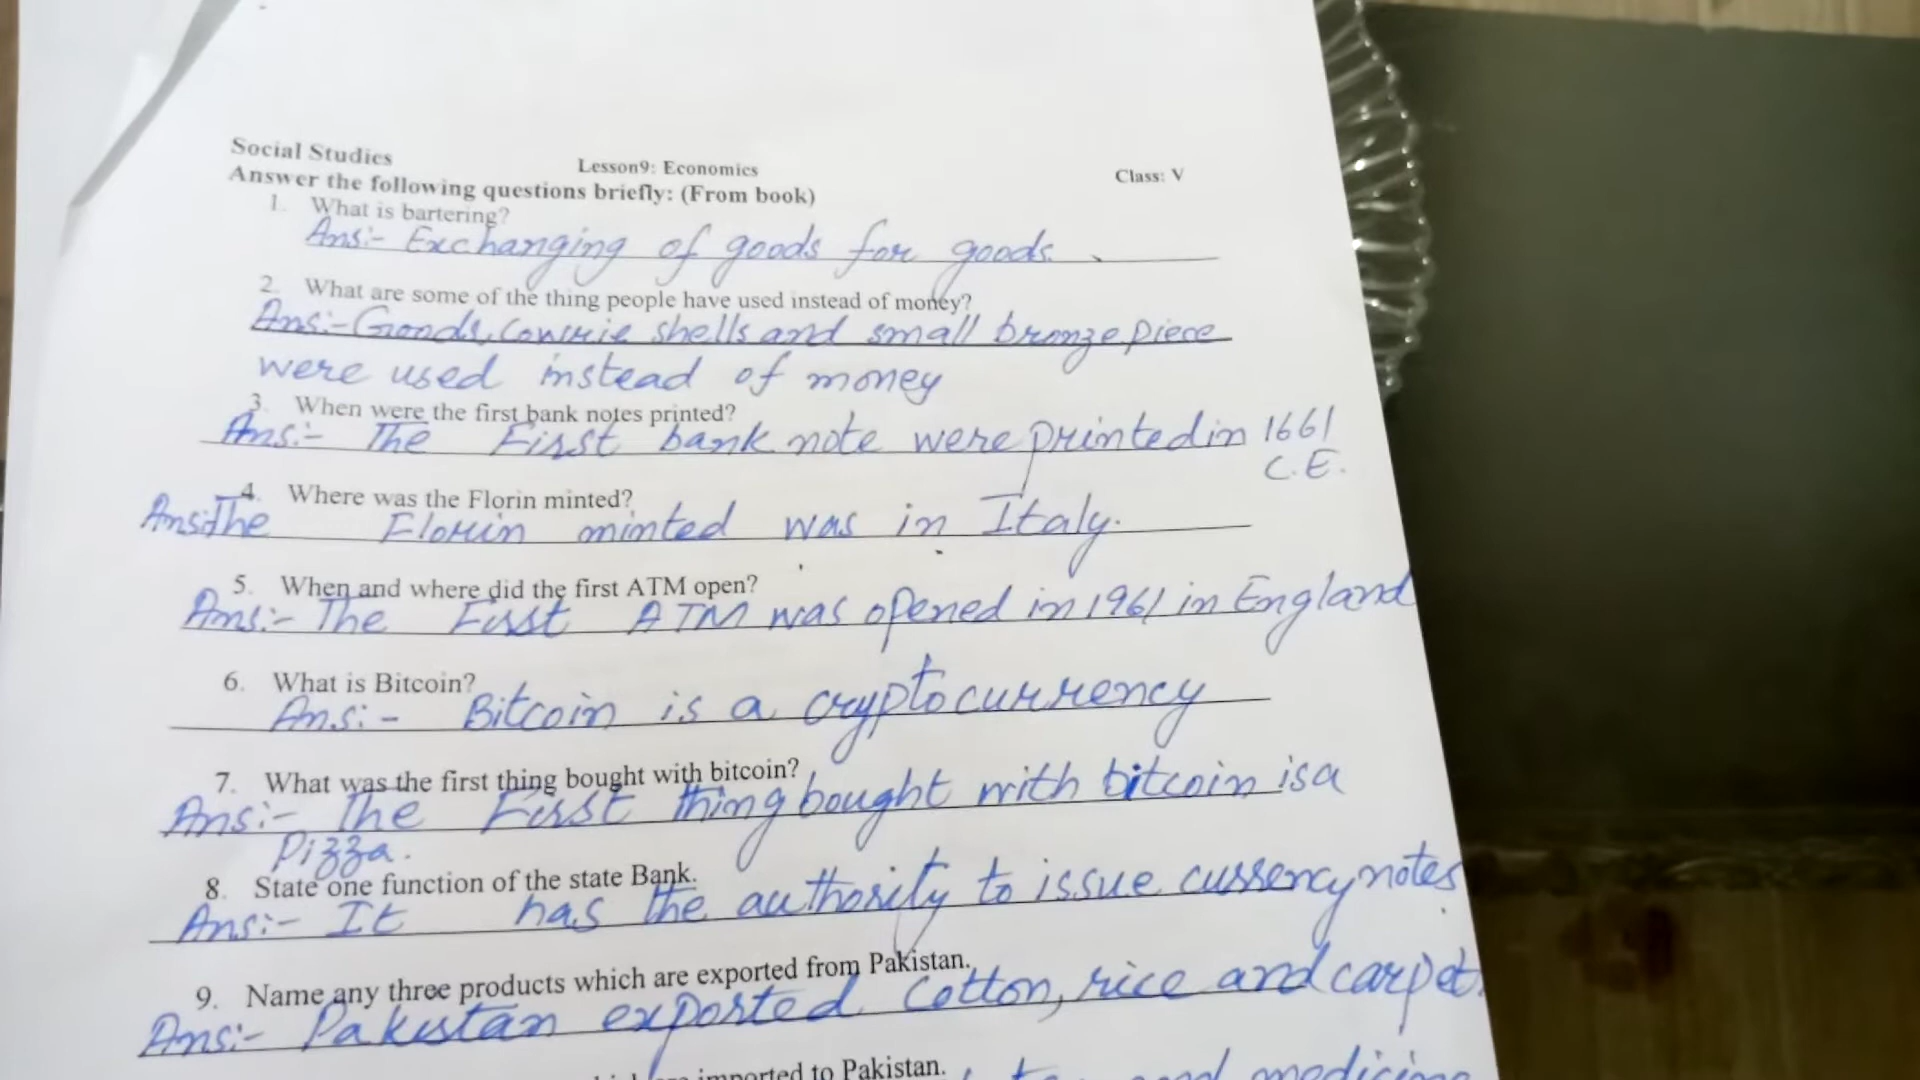 Social Studies Lesson9: Economics Class: V
Answer the following questions briefly: (From book)
1. What is bartering?
Ans:- Exchanging of goods for goods.
2. What are some of the thing people have used instead of money?
Ans:- Goods, Cowrie shells and small bronze piece
were used instead of money
3. When were the first bank notes printed?
Ans:- The First bank note were printed in 1661
C.E.
4. Where was the Florin minted?
Ans:The Florin minted was in Italy.
5. When and where did the first ATM open?
Ans:- The First ATM was opened in 1961 in England
6. What is Bitcoin?
Ans:- Bitcoin is a cryptocurrency
7. What was the first thing bought with bitcoin?
Ans:- The First thing bought with bitcoin is a
Pizza.
8. State one function of the state Bank.
Ans:- It has the authority to issue currency notes
9. Name any three products which are exported from Pakistan.
Ans:- Pakistan exported Cotton, rice and carpet.
imported to Pakistan.
and medicine